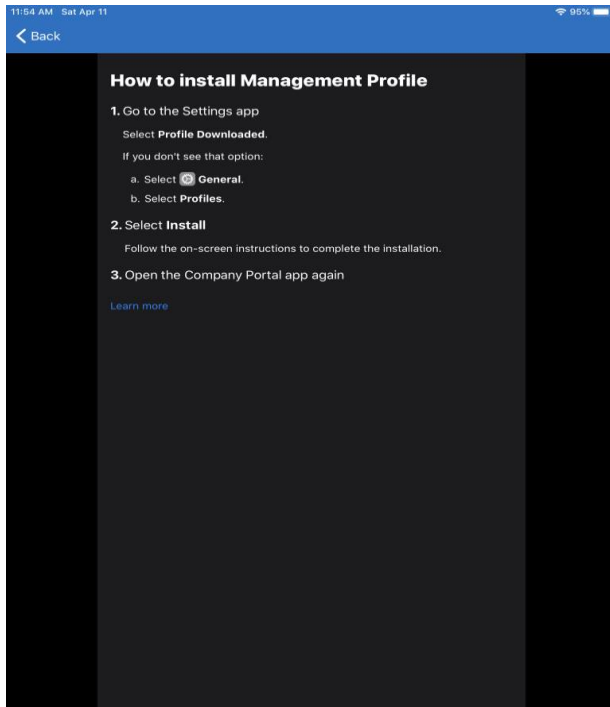 11:54 AM Sat Apr 11 95%
Back
How to install Management Profile
1. Go to the Settings app
Select Profile Downloaded.
If you don't see that option:
a. Select General.
b. Select Profiles.
2. Select Install
Follow the on-screen instructions to complete the installation.
3. Open the Company Portal app again
Learn more